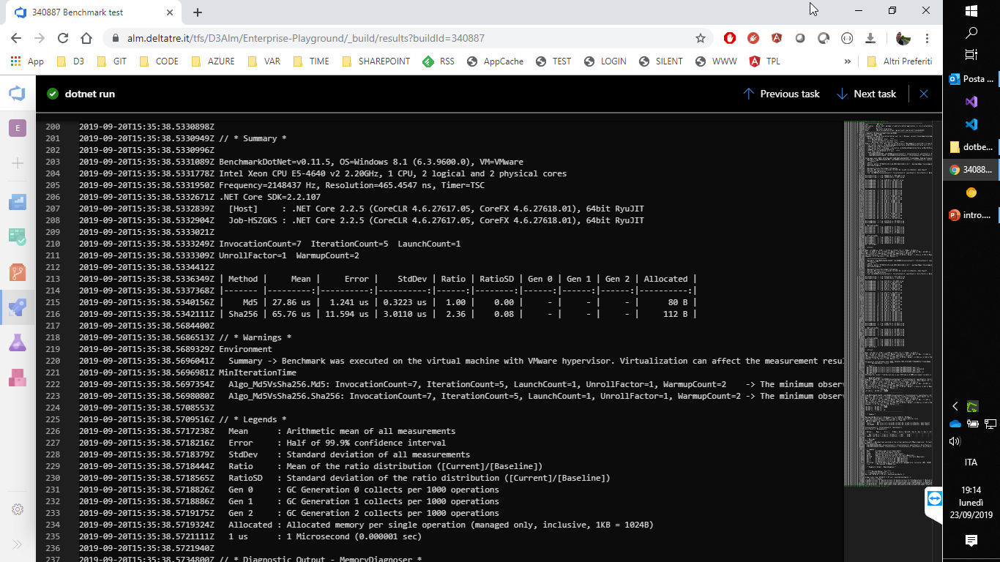 340887 Benchmark test
alm.deltatre.it/tfs/D3Alm/Enterprise-Playground/_build/results?buildId=340887
App D3 GIT CODE AZURE VAR TIME SHAREPOINT RSS AppCache TEST LOGIN SILENT WWW TPL » Altri Preferiti
dotnet run Previous task Next task
E
200 2019-09-20T15:35:38.5330898Z
201 2019-09-20T15:35:38.5330949Z // * Summary *
202 2019-09-20T15:35:38.5330996Z
203 2019-09-20T15:35:38.5331089Z BenchmarkDotNet=v0.11.5, OS=Windows 8.1 (6.3.9600.0), VM=VMware
204 2019-09-20T15:35:38.5331778Z Intel Xeon CPU E5-4640 v2 2.20GHz, 1 CPU, 2 logical and 2 physical cores
205 2019-09-20T15:35:38.5331950Z Frequency=2148437 Hz, Resolution=465.4547 ns, Timer=TSC
206 2019-09-20T15:35:38.5332671Z .NET Core SDK=2.2.107
207 2019-09-20T15:35:38.5332839Z [Host] : .NET Core 2.2.5 (CoreCLR 4.6.27617.05, CoreFX 4.6.27618.01), 64bit RyuJIT
208 2019-09-20T15:35:38.5332904Z Job-HSZGKS : .NET Core 2.2.5 (CoreCLR 4.6.27617.05, CoreFX 4.6.27618.01), 64bit RyuJIT
209 2019-09-20T15:35:38.5333021Z
210 2019-09-20T15:35:38.5333249Z InvocationCount=7 IterationCount=5 LaunchCount=1
211 2019-09-20T15:35:38.5333309Z UnrollFactor=1 WarmupCount=2
212 2019-09-20T15:35:38.5334412Z
213 2019-09-20T15:35:38.5336349Z | Method | Mean | Error | StdDev | Ratio | RatioSD | Gen 0 | Gen 1 | Gen 2 | Allocated |
214 2019-09-20T15:35:38.5337368Z |------- |---------:|----------:|----------:|------:|--------:|------:|------:|------:|----------:|
215 2019-09-20T15:35:38.5340156Z | Md5 | 27.86 us | 1.241 us | 0.3223 us | 1.00 | 0.00 | - | - | - | 80 B |
216 2019-09-20T15:35:38.5342111Z | Sha256 | 65.76 us | 11.594 us | 3.0110 us | 2.36 | 0.08 | - | - | - | 112 B |
217 2019-09-20T15:35:38.5684400Z
218 2019-09-20T15:35:38.5686513Z // * Warnings *
219 2019-09-20T15:35:38.5689329Z Environment
220 2019-09-20T15:35:38.5696041Z Summary -> Benchmark was executed on the virtual machine with VMware hypervisor. Virtualization can affect the measurement resul
221 2019-09-20T15:35:38.5696981Z MinIterationTime
222 2019-09-20T15:35:38.5697354Z Algo_Md5VsSha256.Md5: InvocationCount=7, IterationCount=5, LaunchCount=1, UnrollFactor=1, WarmupCount=2 -> The minimum observ
223 2019-09-20T15:35:38.5698080Z Algo_Md5VsSha256.Sha256: InvocationCount=7, IterationCount=5, LaunchCount=1, UnrollFactor=1, WarmupCount=2 -> The minimum observ
224 2019-09-20T15:35:38.5708553Z
225 2019-09-20T15:35:38.5709516Z // * Legends *
226 2019-09-20T15:35:38.5717238Z Mean : Arithmetic mean of all measurements
227 2019-09-20T15:35:38.5718216Z Error : Half of 99.9% confidence interval
228 2019-09-20T15:35:38.5718379Z StdDev : Standard deviation of all measurements
229 2019-09-20T15:35:38.5718444Z Ratio : Mean of the ratio distribution ([Current]/[Baseline])
230 2019-09-20T15:35:38.5718565Z RatioSD : Standard deviation of the ratio distribution ([Current]/[Baseline])
231 2019-09-20T15:35:38.5718826Z Gen 0 : GC Generation 0 collects per 1000 operations
232 2019-09-20T15:35:38.5718886Z Gen 1 : GC Generation 1 collects per 1000 operations
233 2019-09-20T15:35:38.5719175Z Gen 2 : GC Generation 2 collects per 1000 operations
234 2019-09-20T15:35:38.5719324Z Allocated : Allocated memory per single operation (managed only, inclusive, 1KB = 1024B)
235 2019-09-20T15:35:38.5721111Z 1 us : 1 Microsecond (0.000001 sec)
236 2019-09-20T15:35:38.5721940Z
237 2019-09-20T15:35:38.5734800Z // * Diagnostic Output - MemoryDiagnoser *
Posta ...
dotbe...
34088...
intro....
ITA
19:14
lunedì
23/09/2019